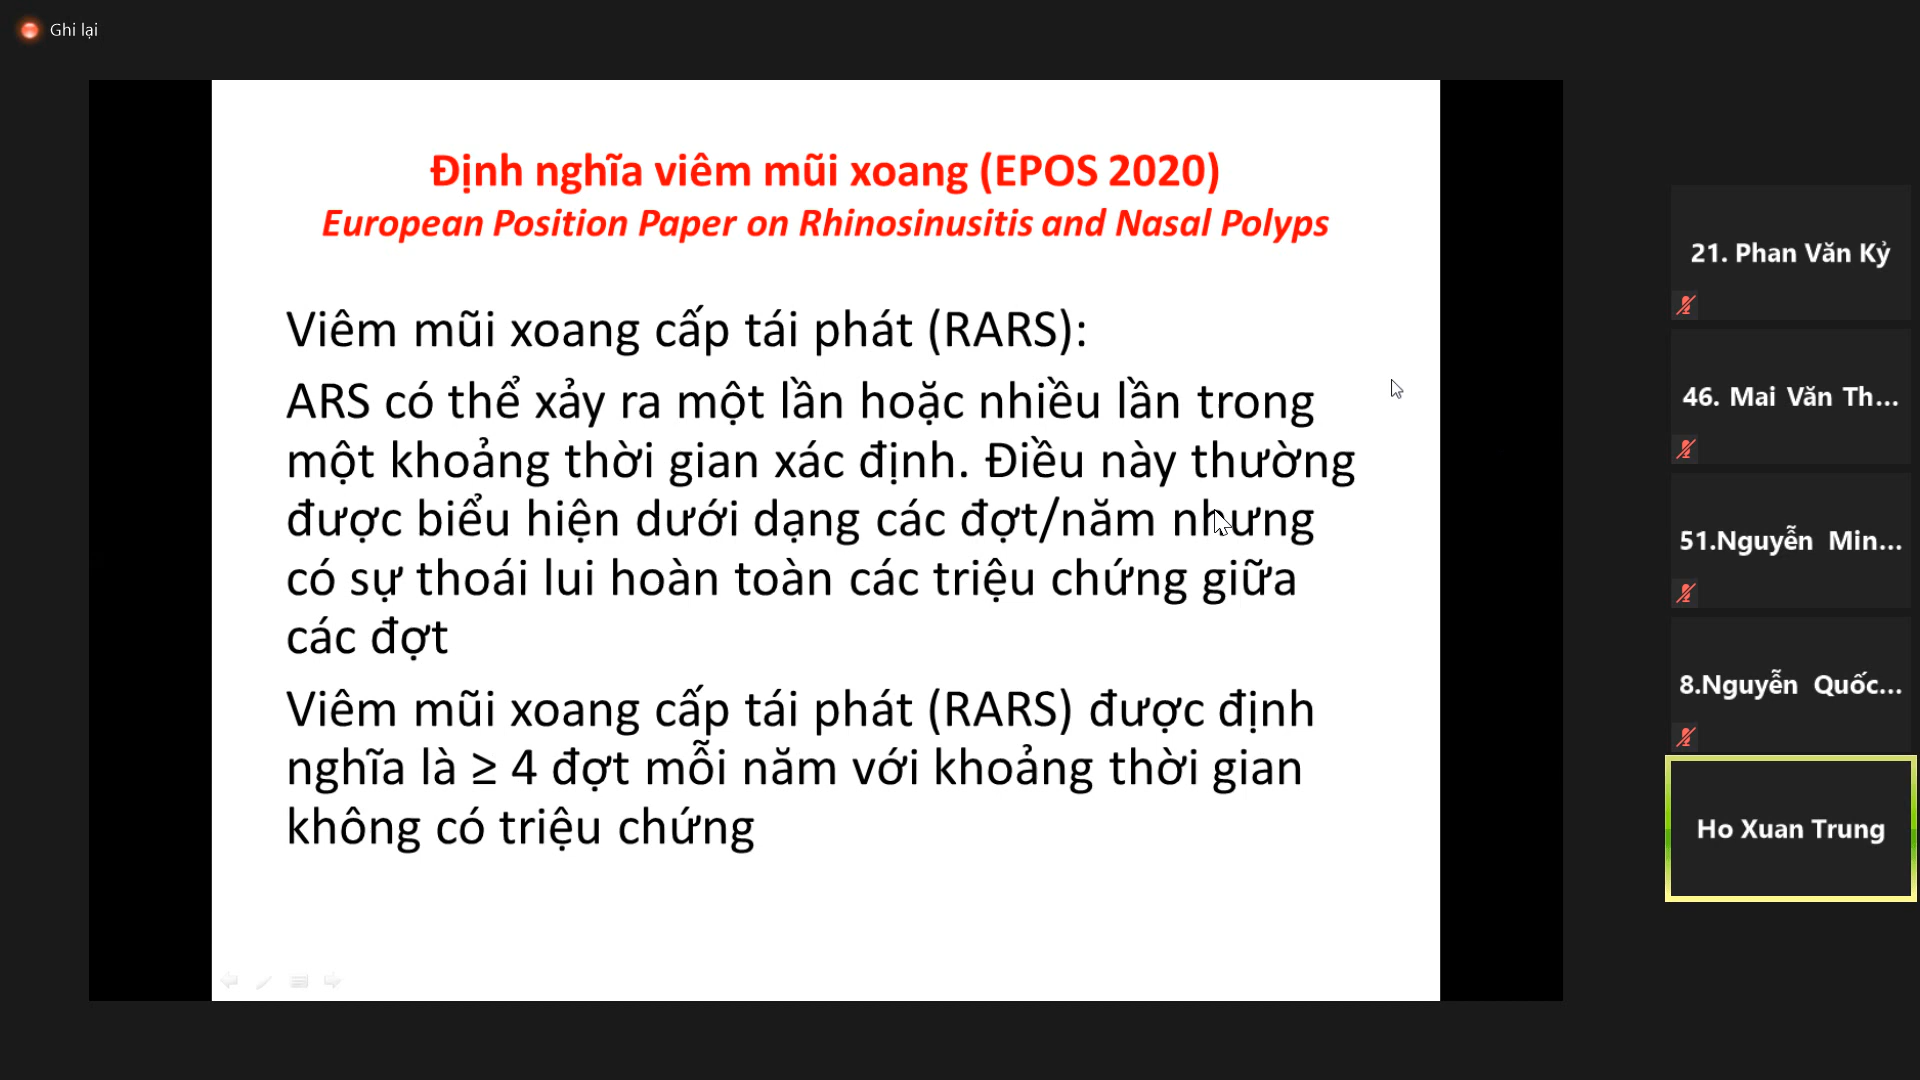 Ghi lại
Định nghĩa viêm mũi xoang (EPOS 2020)
European Position Paper on Rhinosinusitis and Nasal Polyps
Viêm mũi xoang cấp tái phát (RARS):
ARS có thể xảy ra một lần hoặc nhiều lần trong
một khoảng thời gian xác định. Điều này thường
được biểu hiện dưới dạng các đợt/năm nhưng
có sự thoái lui hoàn toàn các triệu chứng giữa
các đợt
Viêm mũi xoang cấp tái phát (RARS) được định
nghĩa là ≥ 4 đợt mỗi năm với khoảng thời gian
không có triệu chứng
21. Phan Văn Kỷ
46. Mai Văn Th...
51.Nguyễn Min...
8.Nguyễn Quốc...
Ho Xuan Trung